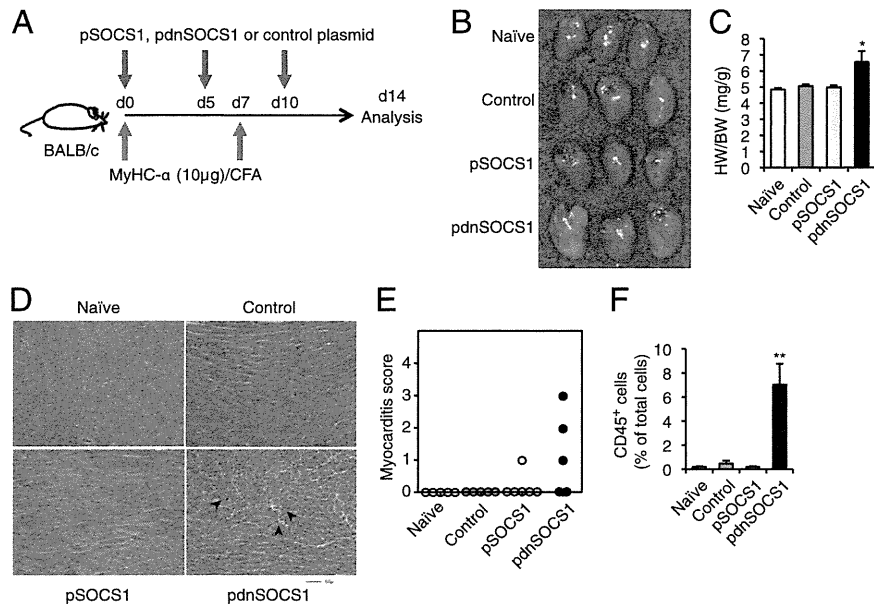 A
pSOCS1, pdnSOCS1 or control plasmid
d0
d5
d7
d10
d14
Analysis
BALB/c
MyHC-α (10μg)/CFA
B
Naïve
Control
pSOCS1
pdnSOCS1
C
HW/BW (mg/g)
8
7
6
5
4
3
2
1
0
*
Naïve
Control
pSOCS1
pdnSOCS1
D
Naïve
Control
pSOCS1
pdnSOCS1
E
Myocarditis score
4
3
2
1
0
Naïve
Control
pSOCS1
pdnSOCS1
F
CD45+ cells
(% of total cells)
10
8
6
4
2
0
**
Naïve
Control
pSOCS1
pdnSOCS1